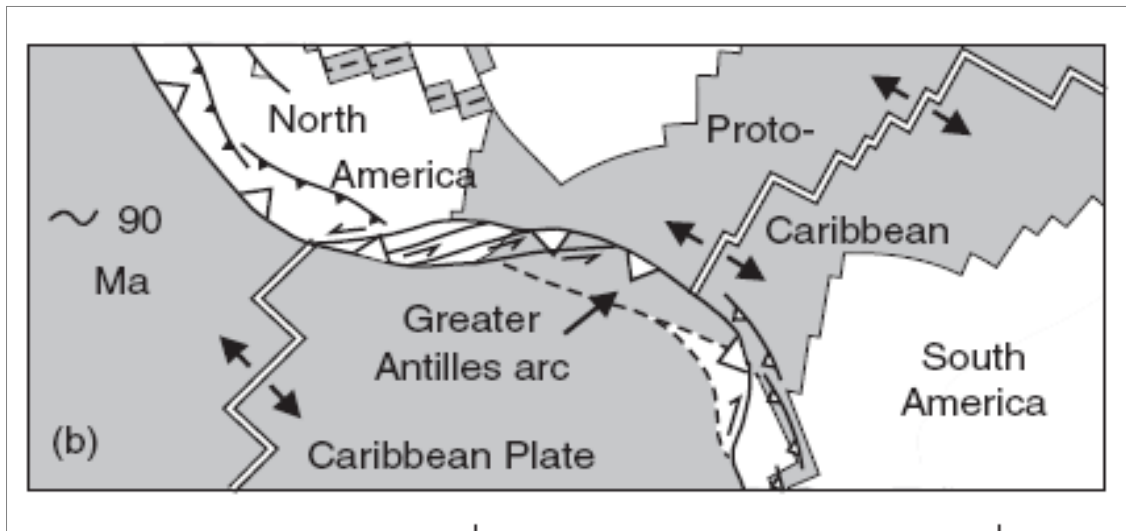 North
America
Proto-
Caribbean
~ 90
Ma
Greater
Antilles arc
South
America
(b)
Caribbean Plate